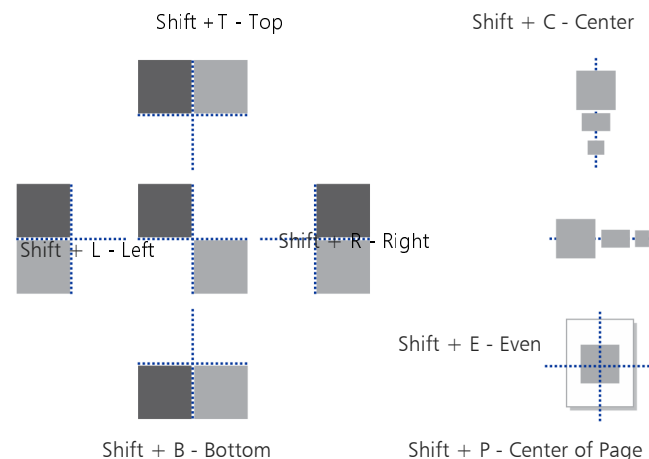 Shift +T - Top
Shift + C - Center
Shift + L - Left
Shift + R - Right
Shift + E - Even
Shift + B - Bottom
Shift + P - Center of Page